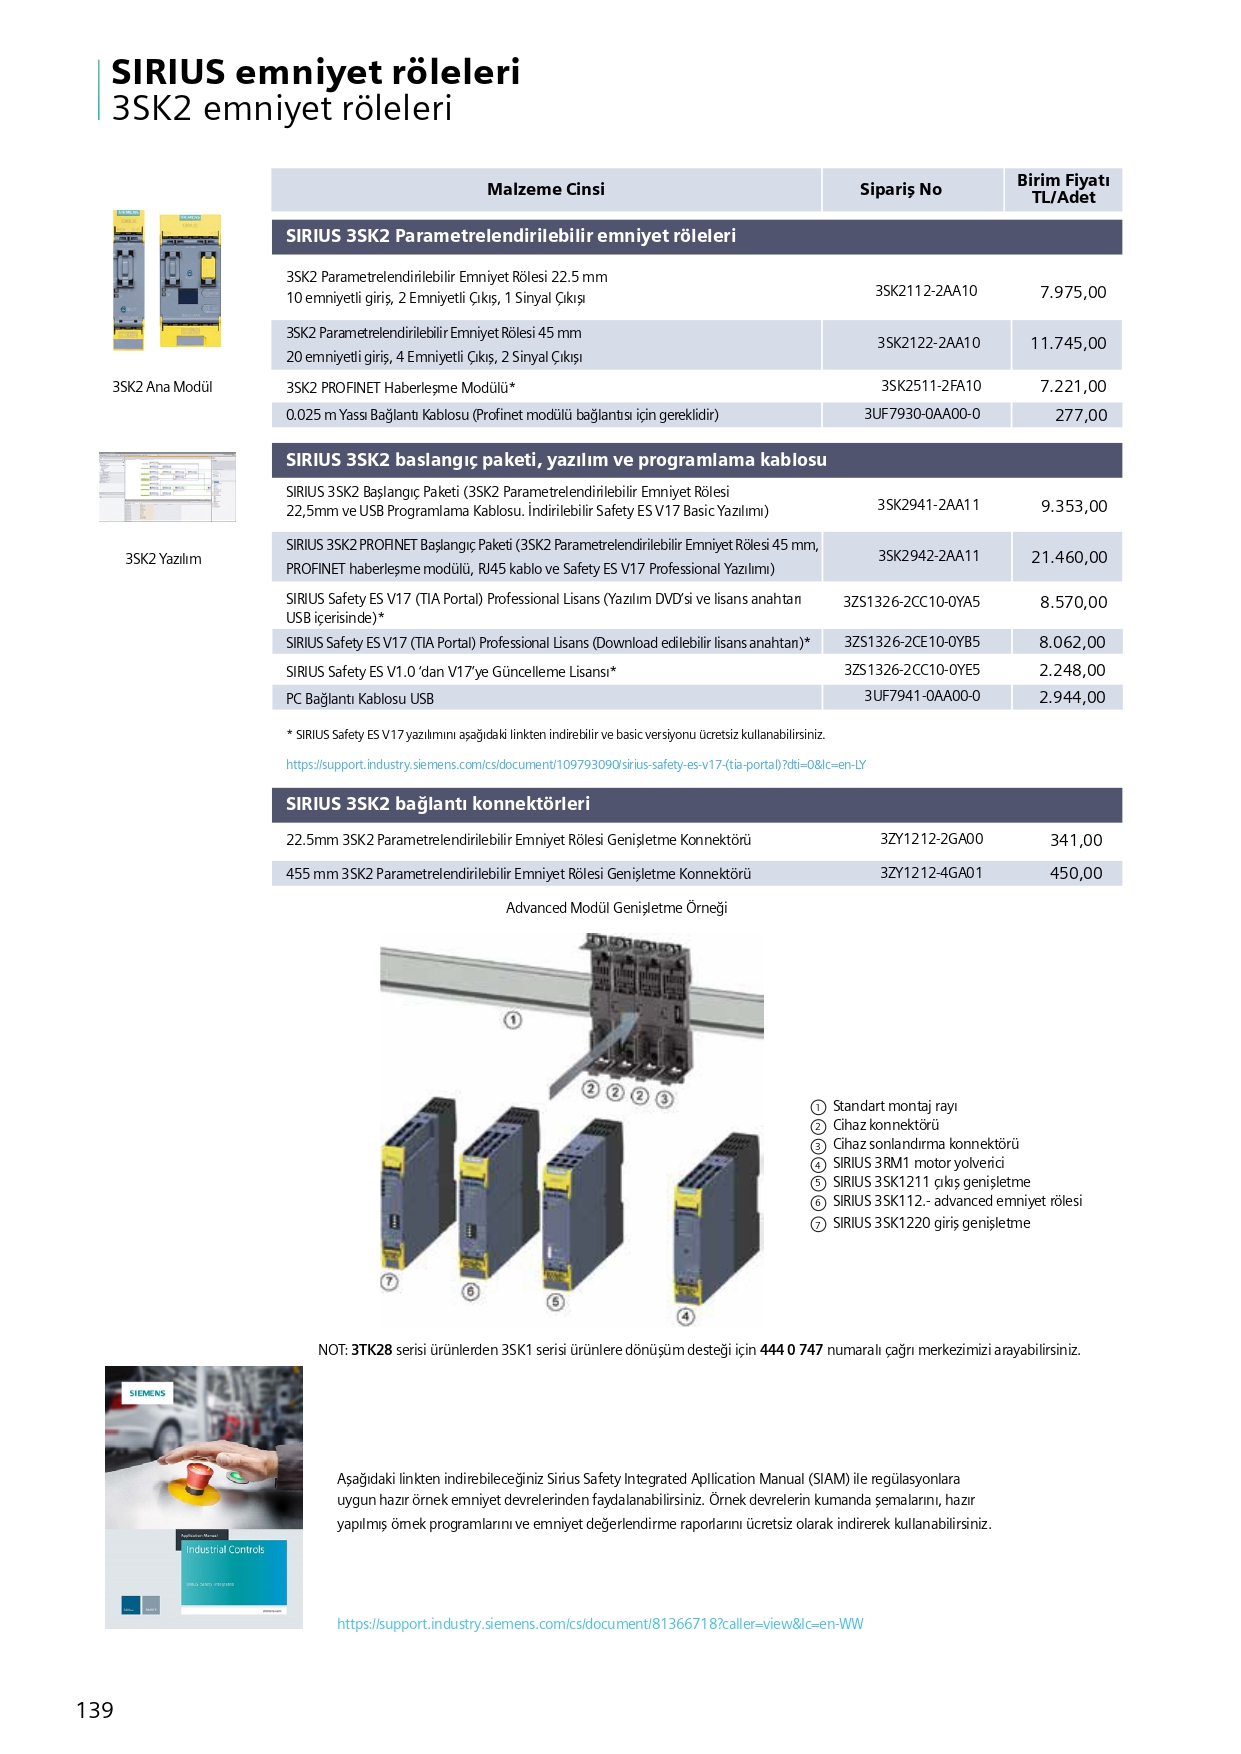 SIRIUS emniyet röleleri
3SK2 emniyet röleleri
Malzeme Cinsi Sipariş No Birim Fiyatı
TL/Adet
SIRIUS 3SK2 Parametrelendirilebilir emniyet röleleri
3SK2 Parametrelendirilebilir Emniyet Rölesi 22.5 mm
10 emniyetli giriş, 2 Emniyetli Çıkış, 1 Sinyal Çıkışı 3SK2112-2AA10 7.975,00
3SK2 Parametrelendirilebilir Emniyet Rölesi 45 mm
20 emniyetli giriş, 4 Emniyetli Çıkış, 2 Sinyal Çıkışı 3SK2122-2AA10 11.745,00
3SK2 Ana Modül
3SK2 PROFINET Haberleşme Modülü* 3SK2511-2FA10 7.221,00
0.025 m Yassı Bağlantı Kablosu (Profinet modülü bağlantısı için gereklidir) 3UF7930-0AA00-0 277,00
SIRIUS 3SK2 baslangıç paketi, yazılım ve programlama kablosu
SIRIUS 3SK2 Başlangıç Paketi (3SK2 Parametrelendirilebilir Emniyet Rölesi
22,5mm ve USB Programlama Kablosu. İndirilebilir Safety ES V17 Basic Yazılımı) 3SK2941-2AA11 9.353,00
3SK2 Yazılım
SIRIUS 3SK2 PROFINET Başlangıç Paketi (3SK2 Parametrelendirilebilir Emniyet Rölesi 45 mm,
PROFINET haberleşme modülü, RJ45 kablo ve Safety ES V17 Professional Yazılımı) 3SK2942-2AA11 21.460,00
SIRIUS Safety ES V17 (TIA Portal) Professional Lisans (Yazılım DVD'si ve lisans anahtarı
USB içerisinde)* 3ZS1326-2CC10-0YA5 8.570,00
SIRIUS Safety ES V17 (TIA Portal) Professional Lisans (Download edilebilir lisans anahtarı)* 3ZS1326-2CE10-0YB5 8.062,00
SIRIUS Safety ES V1.0 ’dan V17’ye Güncelleme Lisansı* 3ZS1326-2CC10-0YE5 2.248,00
PC Bağlantı Kablosu USB 3UF7941-0AA00-0 2.944,00
* SIRIUS Safety ES V17 yazılımını aşağıdaki linkten indirebilir ve basic versiyonu ücretsiz kullanabilirsiniz.
https://support.industry.siemens.com/cs/document/109793090/sirius-safety-es-v17-(tia-portal)?dti=0&lc=en-LY
SIRIUS 3SK2 bağlantı konnektörleri
22.5mm 3SK2 Parametrelendirilebilir Emniyet Rölesi Genişletme Konnektörü 3ZY1212-2GA00 341,00
455 mm 3SK2 Parametrelendirilebilir Emniyet Rölesi Genişletme Konnektörü 3ZY1212-4GA01 450,00
Advanced Modül Genişletme Örneği
1
2 2 2 3
7
6
5
4
1 Standart montaj rayı
2 Cihaz konnektörü
3 Cihaz sonlandırma konnektörü
4 SIRIUS 3RM1 motor yolverici
5 SIRIUS 3SK1211 çıkış genişletme
6 SIRIUS 3SK112.- advanced emniyet rölesi
7 SIRIUS 3SK1220 giriş genişletme
NOT: 3TK28 serisi ürünlerden 3SK1 serisi ürünlere dönüşüm desteği için 444 0 747 numaralı çağrı merkezimizi arayabilirsiniz.
SIEMENS
Application Manual
Industrial Controls
Aşağıdaki linkten indirebileceğiniz Sirius Safety Integrated Apllication Manual (SIAM) ile regülasyonlara
uygun hazır örnek emniyet devrelerinden faydalanabilirsiniz. Örnek devrelerin kumanda şemalarını, hazır
yapılmış örnek programlarını ve emniyet değerlendirme raporlarını ücretsiz olarak indirerek kullanabilirsiniz.
https://support.industry.siemens.com/cs/document/81366718?caller=view&lc=en-WW
139